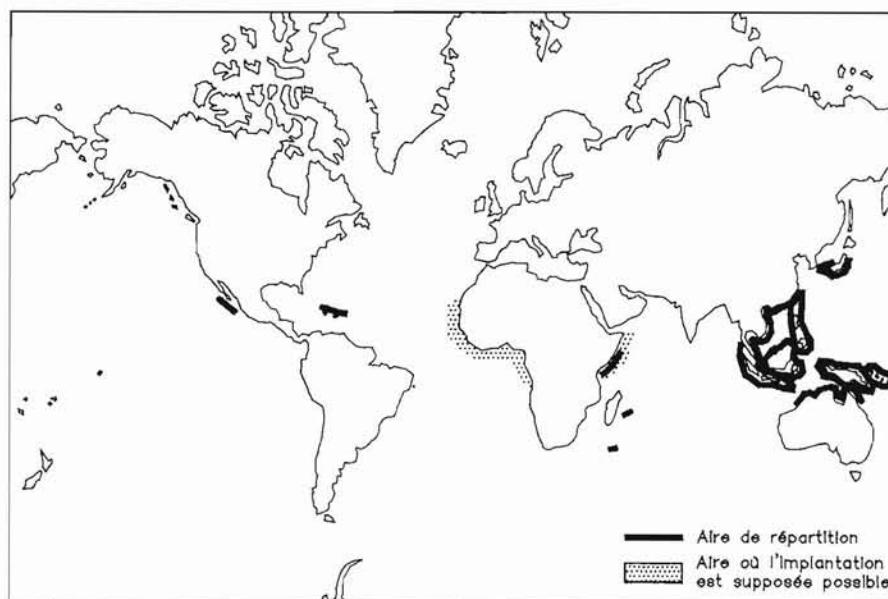 Aire de répartition
Aire où l'implantation
est supposée possible